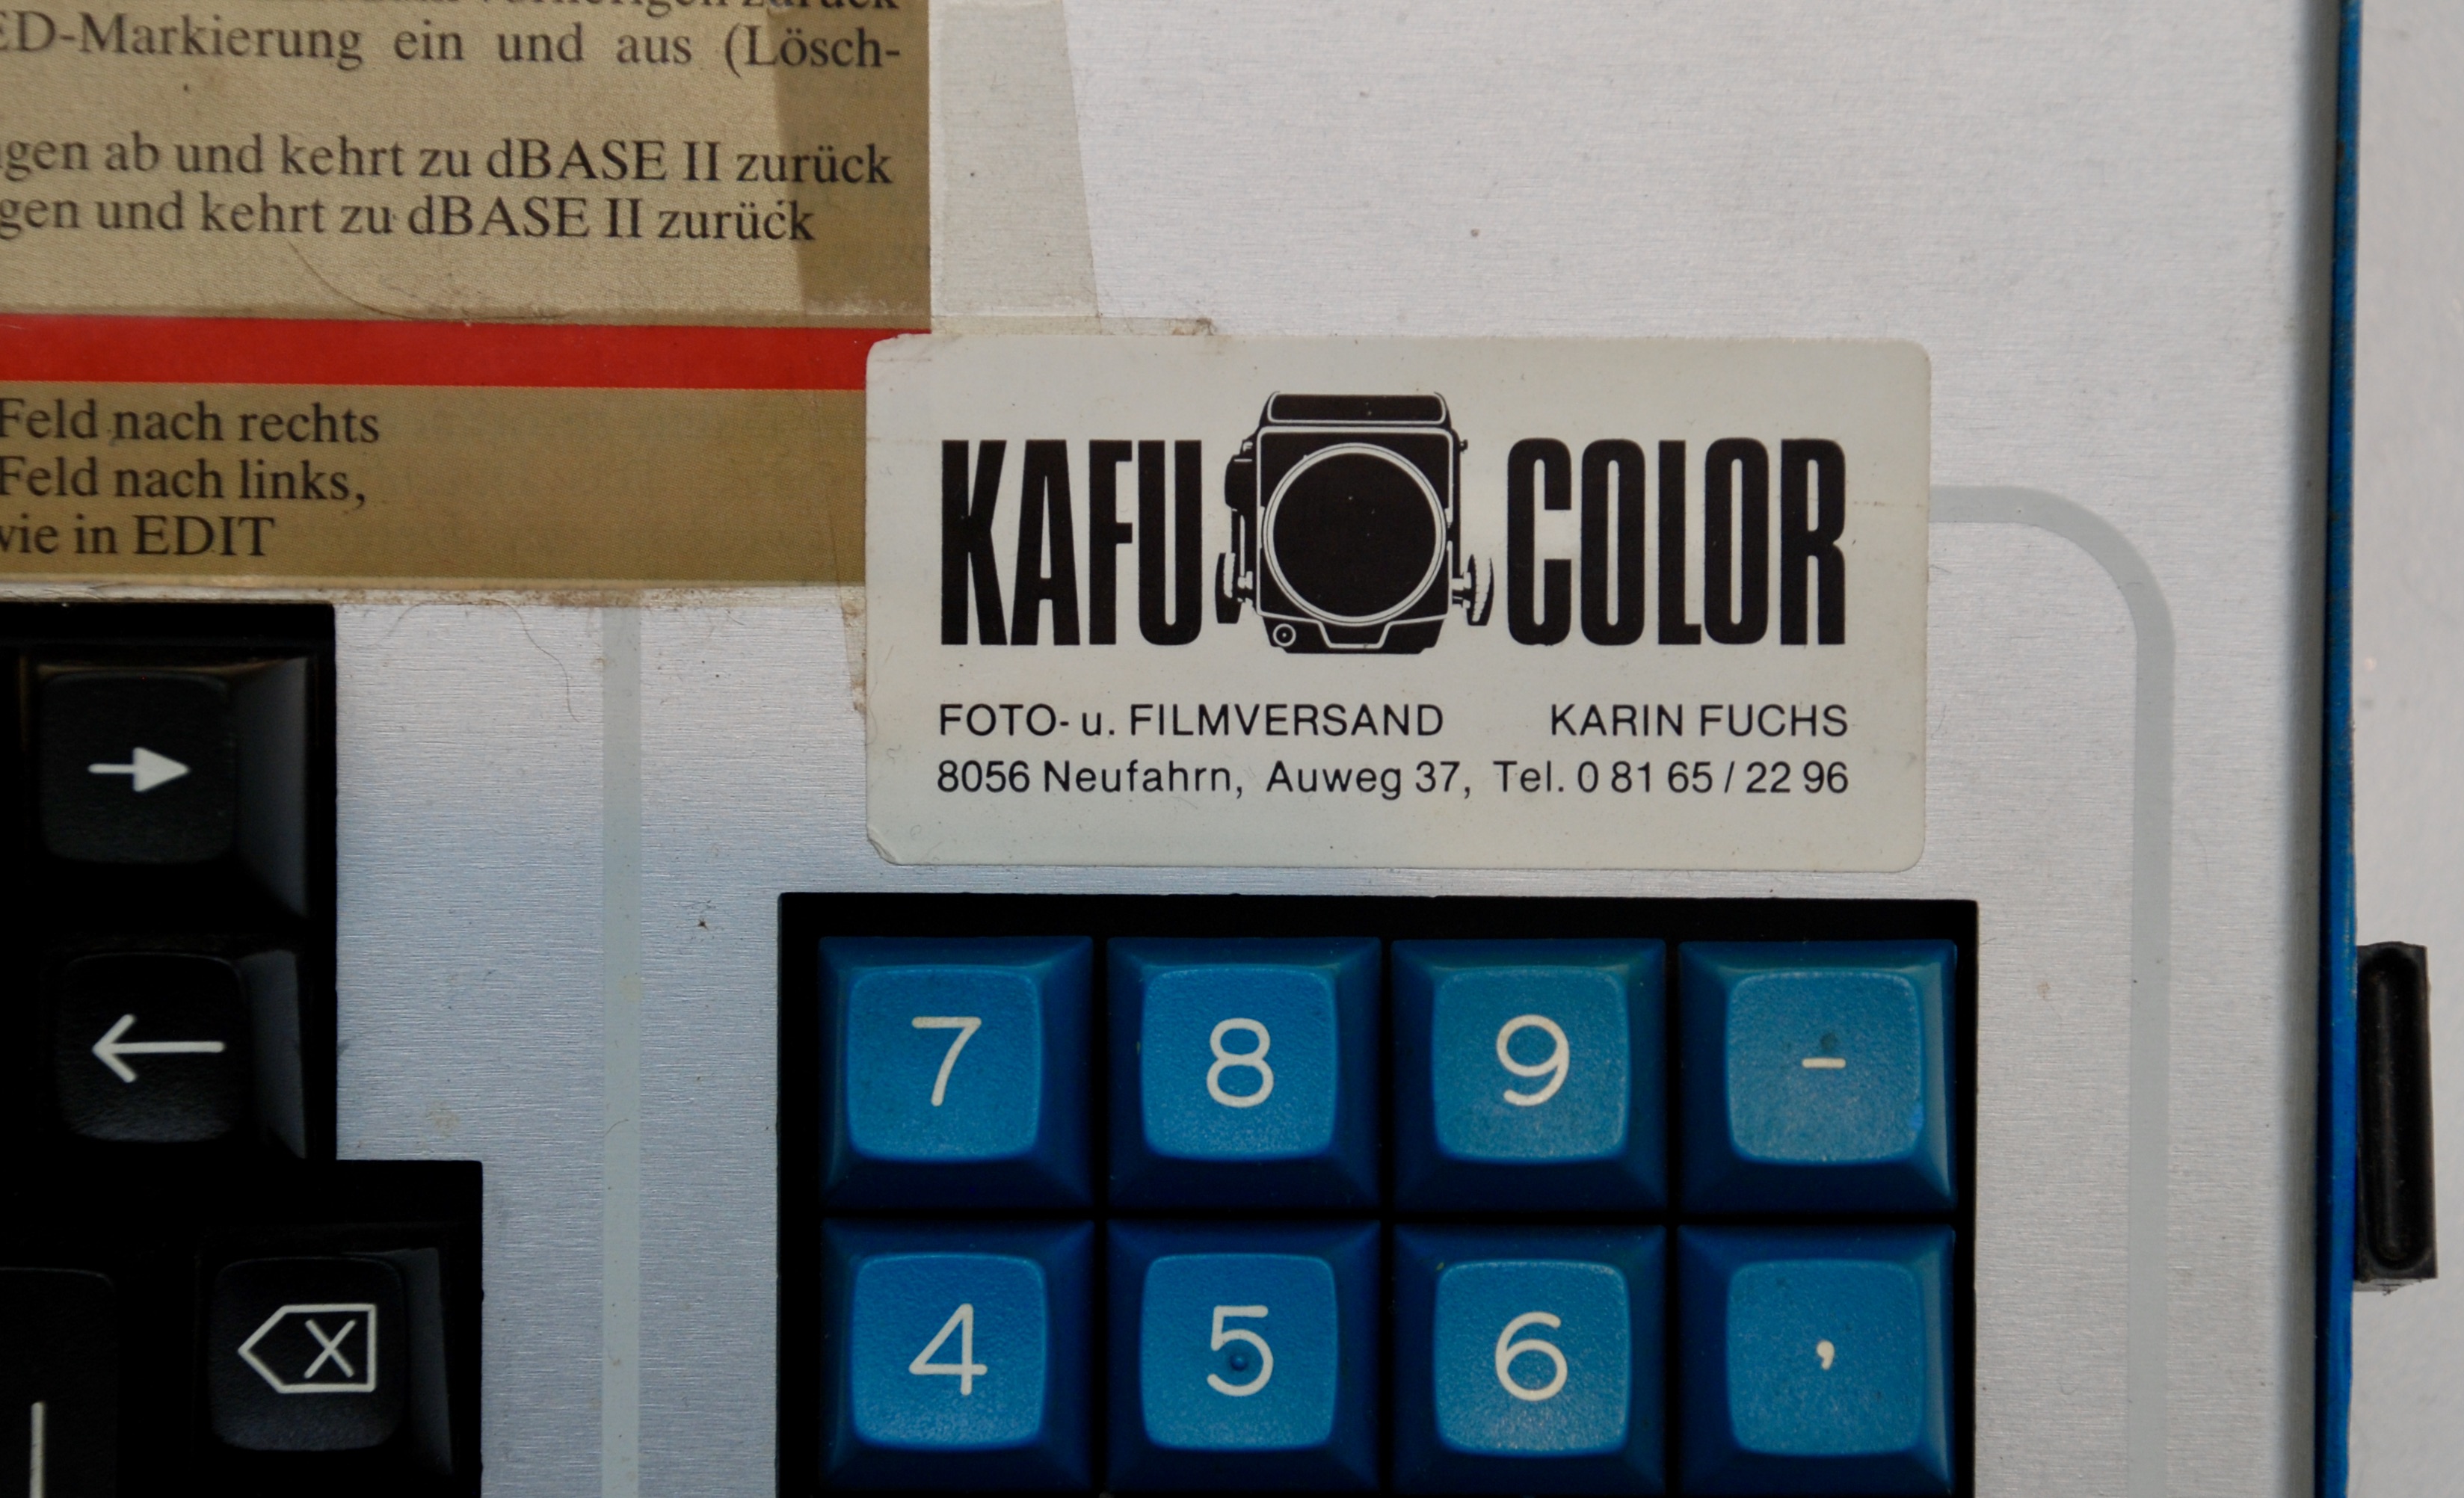 zurück
ED-Markierung ein und aus (Lösch-
gen ab und kehrt zu dBASE II zurück
gen und kehrt zu dBASE II zurück
Feld nach rechts
Feld nach links,
wie in EDIT
KAFU COLOR
FOTO- u. FILMVERSAND KARIN FUCHS
8056 Neufahrn, Auweg 37, Tel. 0 81 65 / 22 96
7 8 9 -
4 5 6 ,